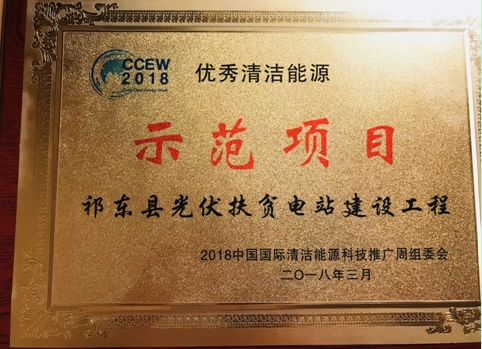 CCEW
2018
优秀清洁能源
示范项目
祁东县光伏扶贫电站建设工程
2018中国国际清洁能源科技推广周组委会
二〇一八年三月